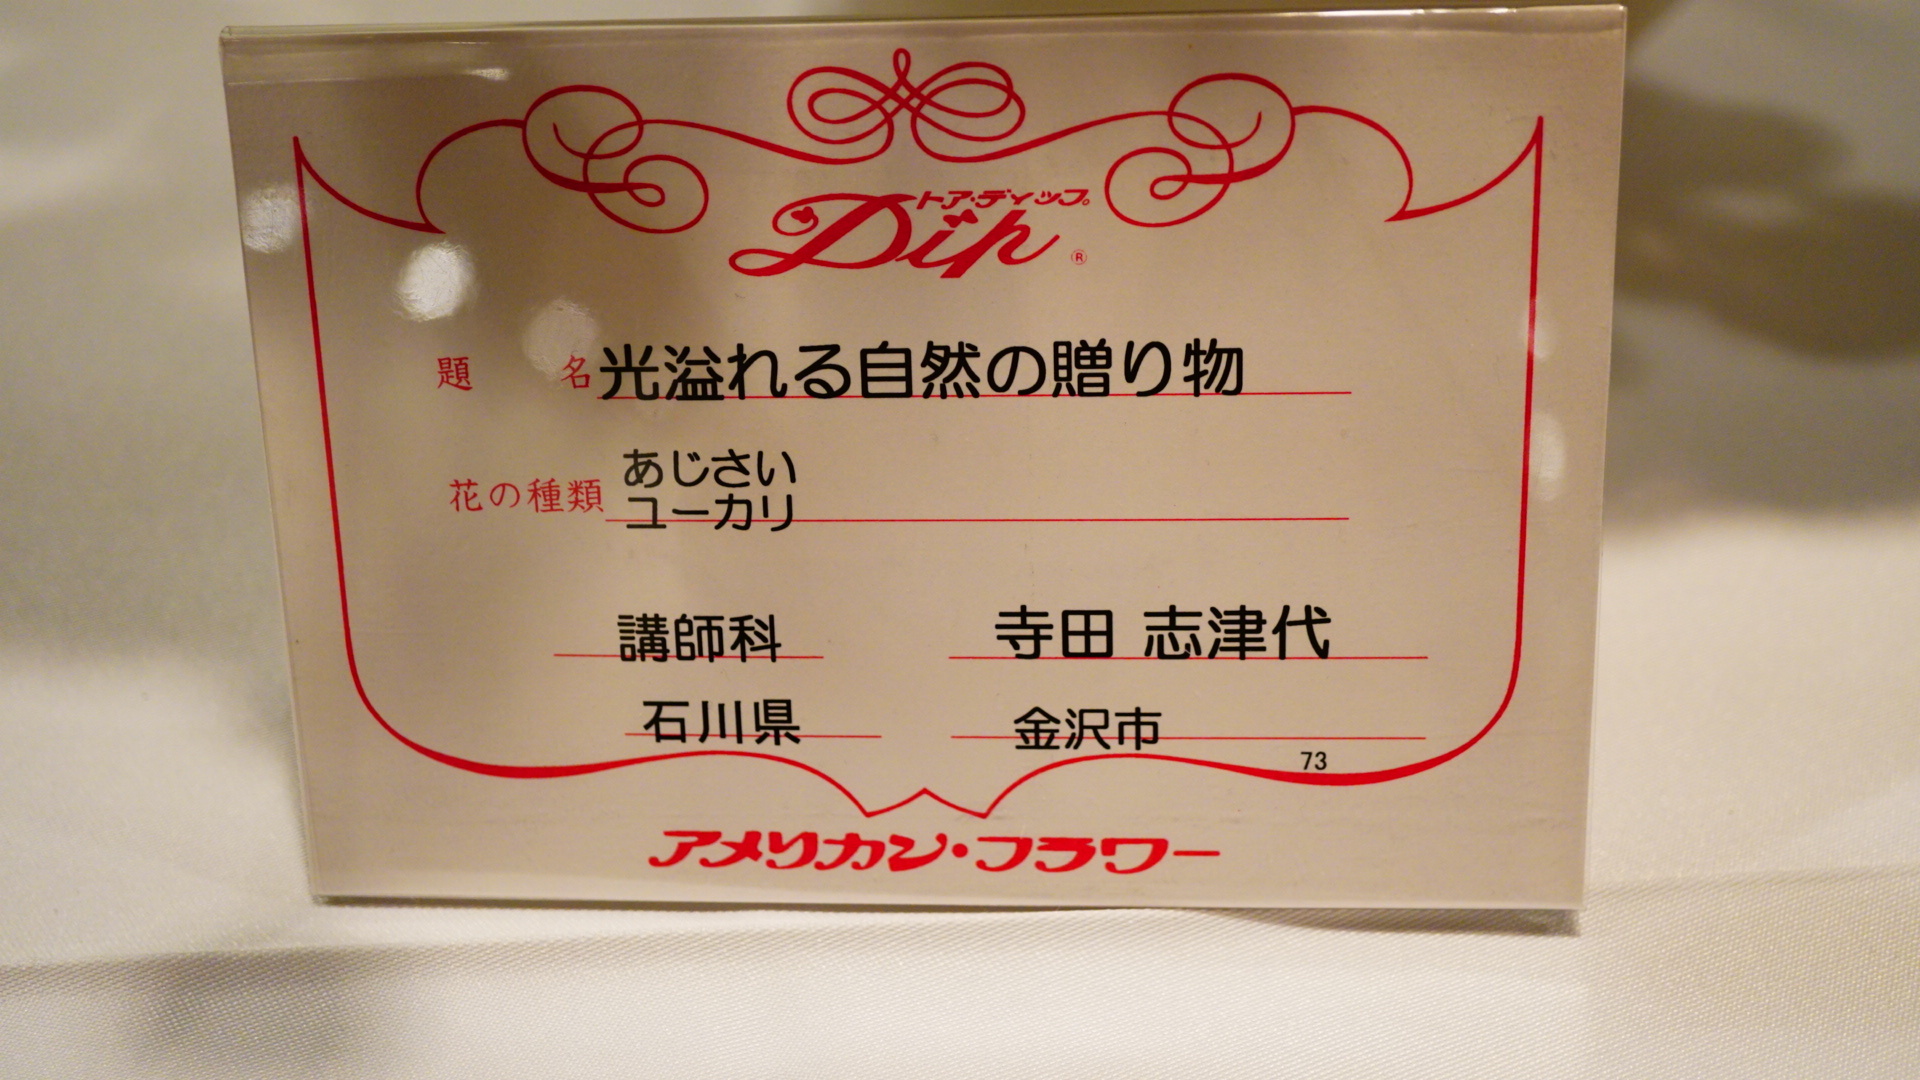 トア・ディップ®
Dip
題名 光溢れる自然の贈り物
花の種類 あじさい
ユーカリ
講師科 寺田 志津代
石川県 金沢市
73
アメリカン・フラワー